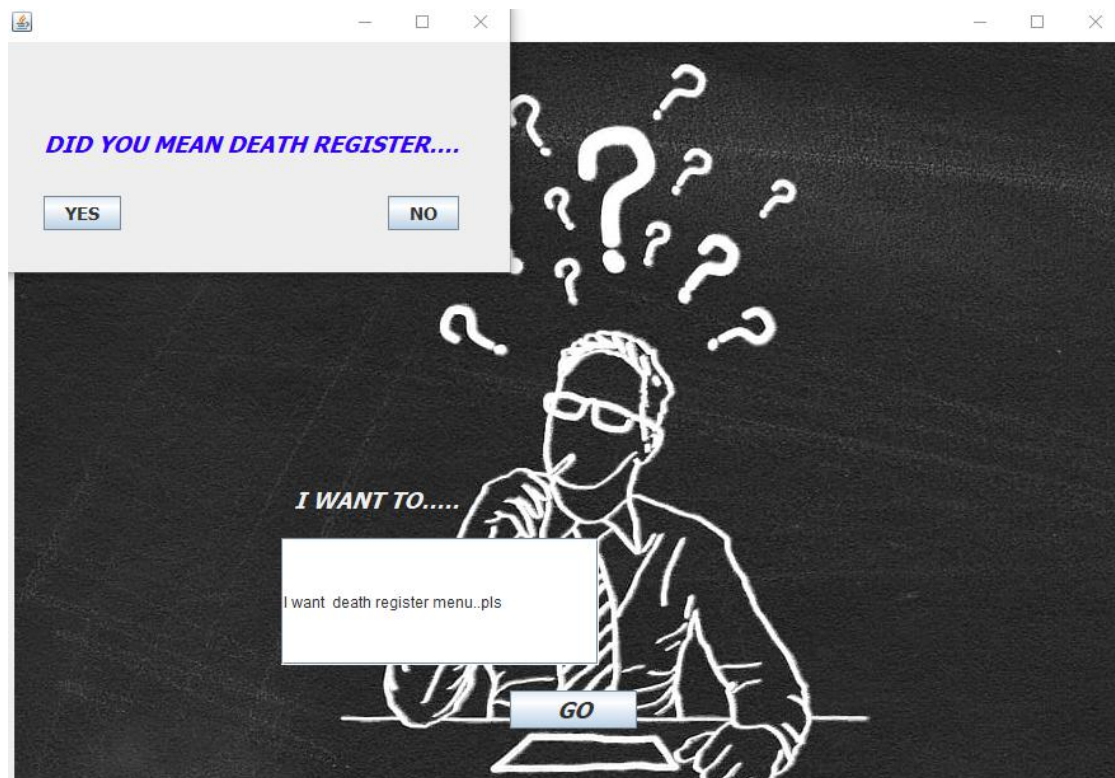 DID YOU MEAN DEATH REGISTER....
YES
NO
I WANT TO.....
I want  death register menu..pls
GO